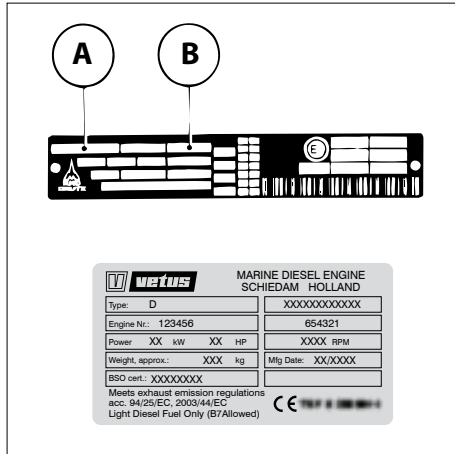 A B
E
DEUTZ
V vetus MARINE DIESEL ENGINE
SCHIEDAM HOLLAND
Type: D XXXXXXXXXXXX
Engine Nr.: 123456 654321
Power XX kW XX HP XXXX RPM
Weight, approx.: XXX kg Mfg Date: XX/XXXX
BSO cert.: XXXXXXXX
Meets exhaust emission regulations
acc. 94/25/EC, 2003/44/EC
Light Diesel Fuel Only (B7Allowed)
CE